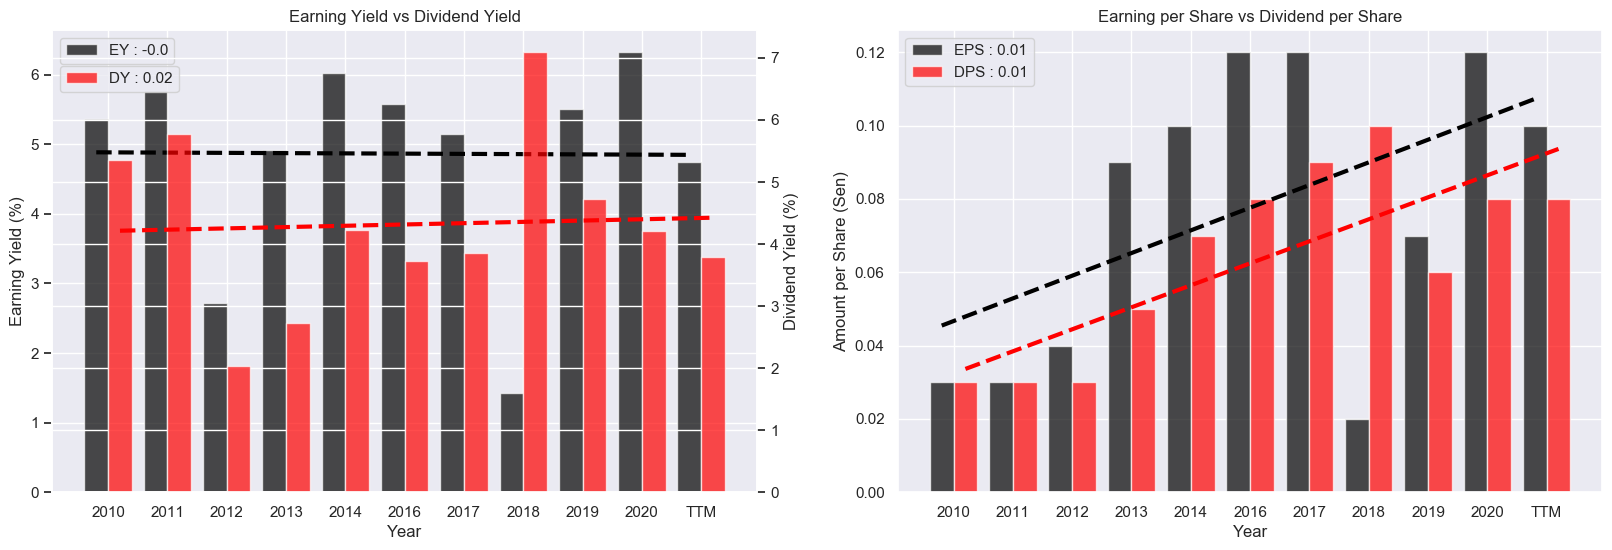 Earning Yield vs Dividend Yield
EY : -0.0
DY : 0.02
Earning Yield (%)
6
5
4
3
2
1
0
7
6
5
4
3
2
1
0
Dividend Yield (%)
2010 2011 2012 2013 2014 2016 2017 2018 2019 2020 TTM
Year
Earning per Share vs Dividend per Share
EPS : 0.01
DPS : 0.01
Amount per Share (Sen)
0.12
0.10
0.08
0.06
0.04
0.02
0.00
2010 2011 2012 2013 2014 2016 2017 2018 2019 2020 TTM
Year